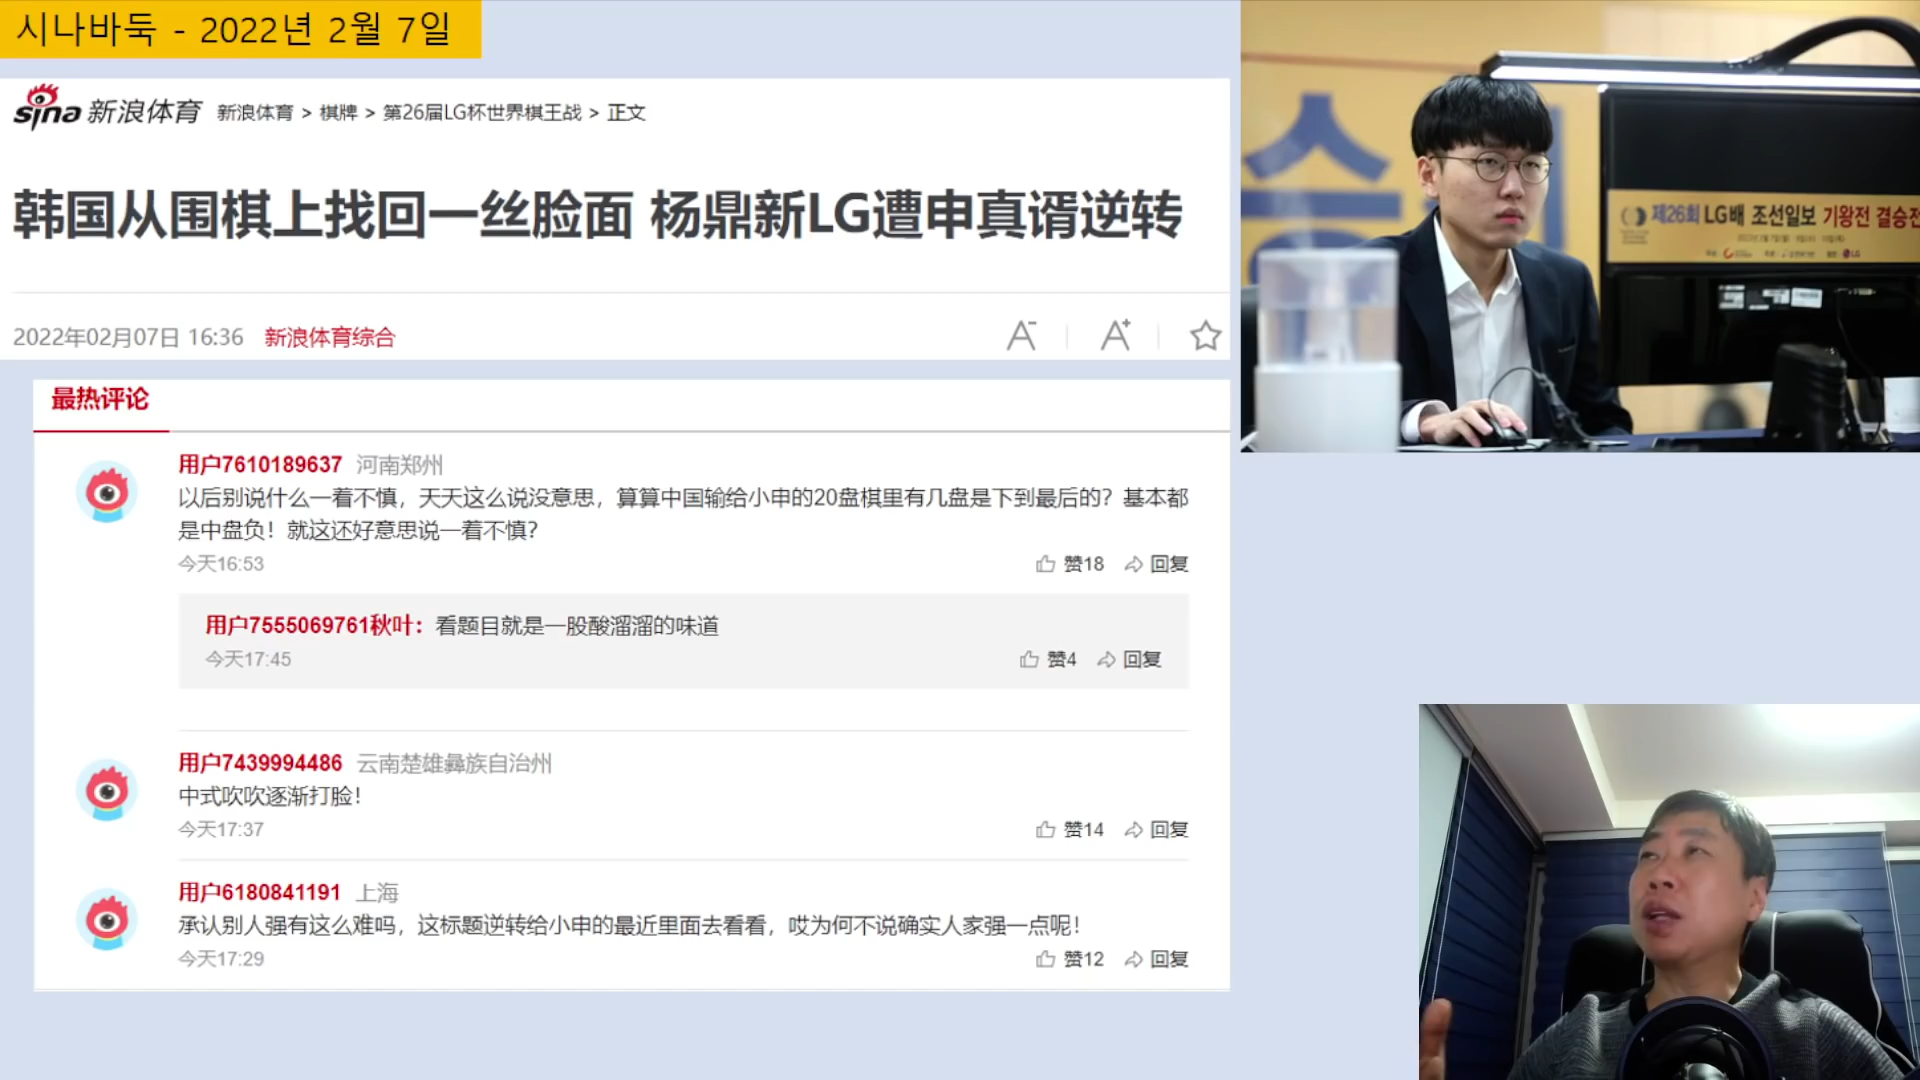 시나바둑 - 2022년 2월 7일
sina 新浪体育 新浪体育 > 棋牌 > 第26届LG杯世界棋王战 > 正文
韩国从围棋上找回一丝脸面 杨鼎新LG遭申真谞逆转
2022年02月07日 16:36 新浪体育综合
A- A+
最热评论
用户7610189637 河南郑州
以后别说什么一着不慎，天天这么说没意思，算算中国输给小申的20盘棋里有几盘是下到最后的？基本都
是中盘负！就这还好意思说一着不慎？
今天16:53 赞18 回复
用户7555069761秋叶：看题目就是一股酸溜溜的味道
今天17:45 赞4 回复
用户7439994486 云南楚雄彝族自治州
中式吹吹逐渐打脸！
今天17:37 赞14 回复
用户6180841191 上海
承认别人强有这么难吗，这标题逆转给小申的最近里面去看看，哎为何不说确实人家强一点呢！
今天17:29 赞12 回复
승
第26회 LG배 조선일보 기왕전 결승전
LG